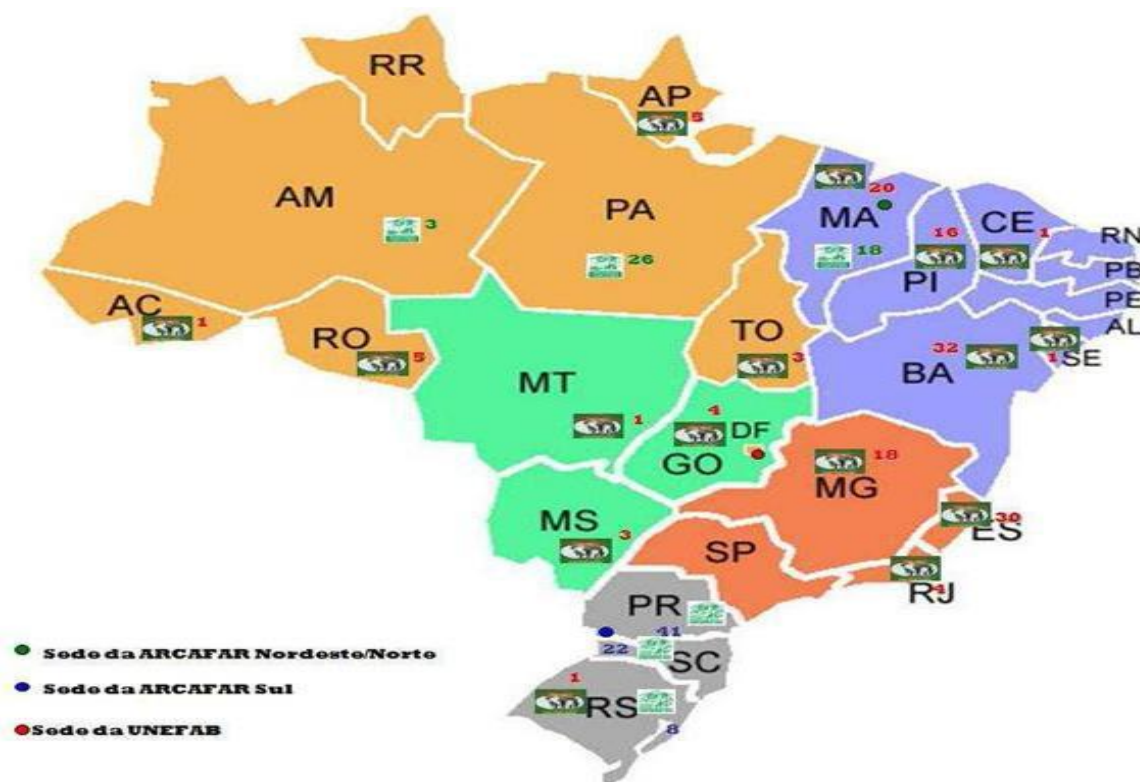 RR
AP
5
AM
3
PA
26
MA
20
18
16
PI
CE
1
RN
PB
PE
AL
1
SE
AC
1
RO
5
TO
3
BA
32
MT
1
4
DF
GO
MG
18
MS
3
SP
30
ES
RJ
PR
41
22
SC
1
RS
8
Sede da ARCAFAR Nordeste/Norte
Sede da ARCAFAR Sul
Sede da UNEFAB